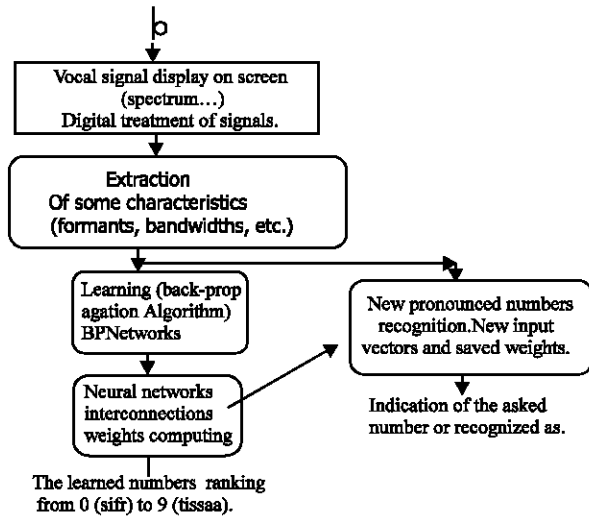 Vocal signal display on screen
(spectrum...)
Digital treatment of signals.
Extraction
Of some characteristics
(formants, bandwidths, etc.)
Learning (back-prop
agation Algorithm)
BPNetworks
New pronounced numbers
recognition.New input
vectors and saved weights.
Neural networks
interconnections
weights computing
Indication of the asked
number or recognized as.
The learned numbers ranking
from 0 (sifr) to 9 (tissaa).